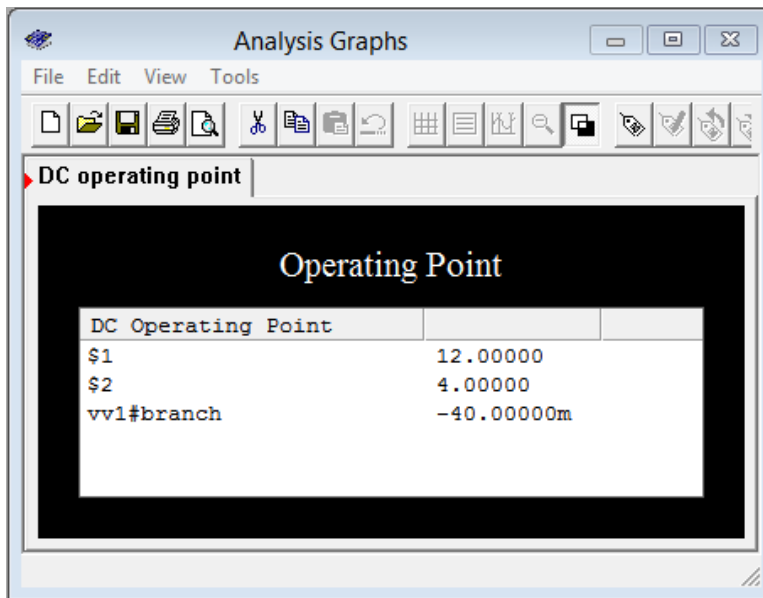 Analysis Graphs
File Edit View Tools
DC operating point
Operating Point
DC Operating Point
$1 12.00000
$2 4.00000
vv1#branch -40.00000m